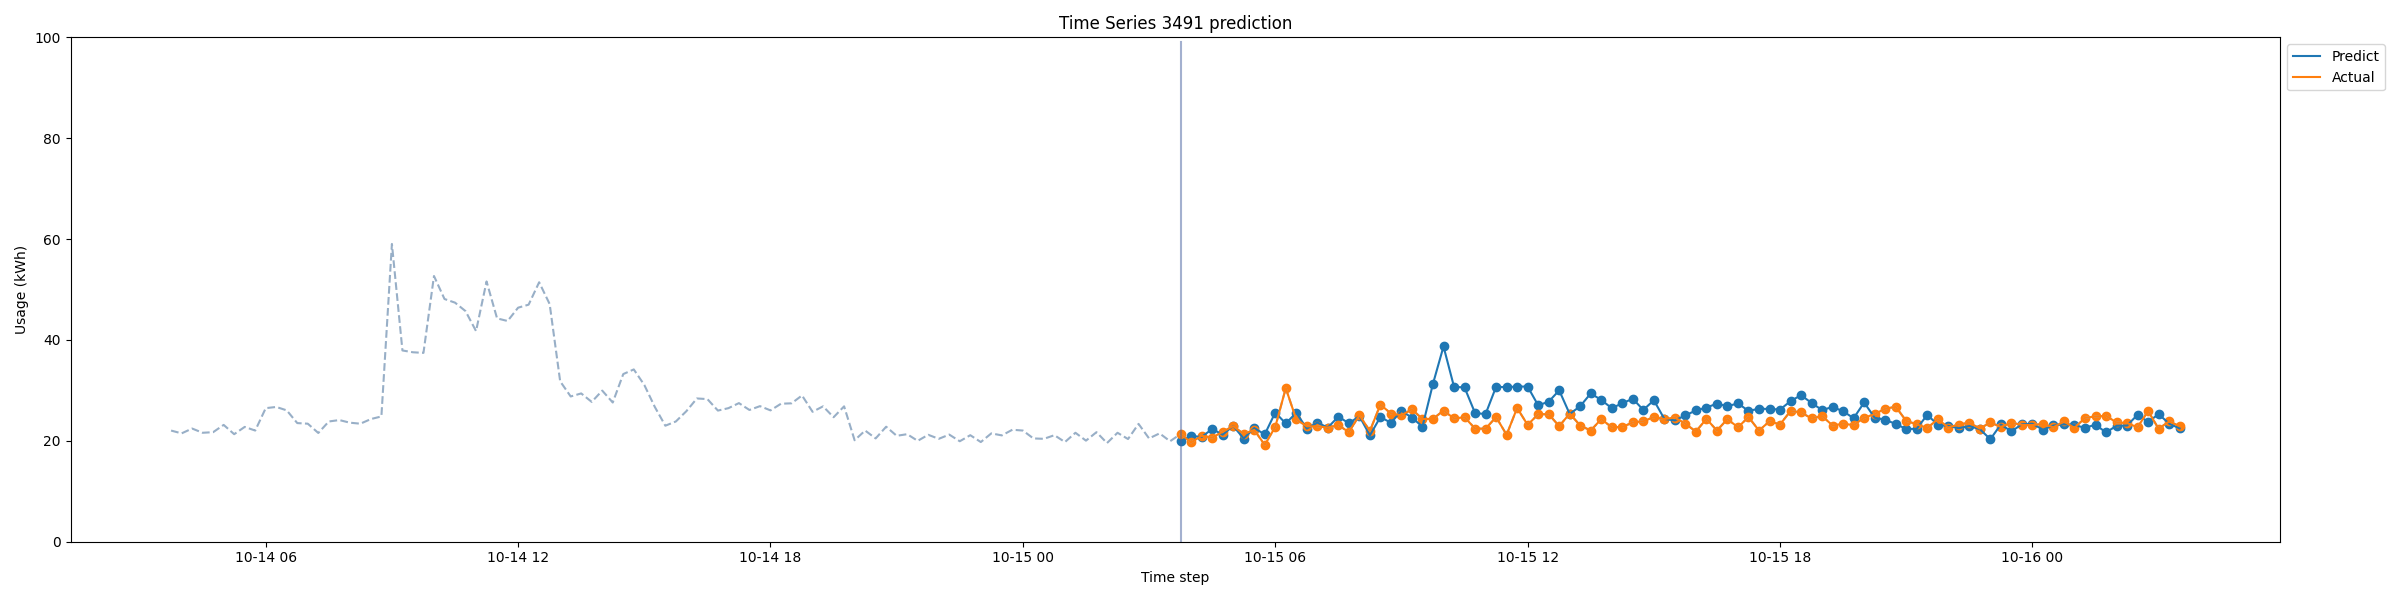 Time Series 3491 prediction
100
80
60
40
20
0
Usage (kWh)
10-14 06
10-14 12
10-14 18
10-15 00
10-15 06
10-15 12
10-15 18
10-16 00
Time step
Predict
Actual